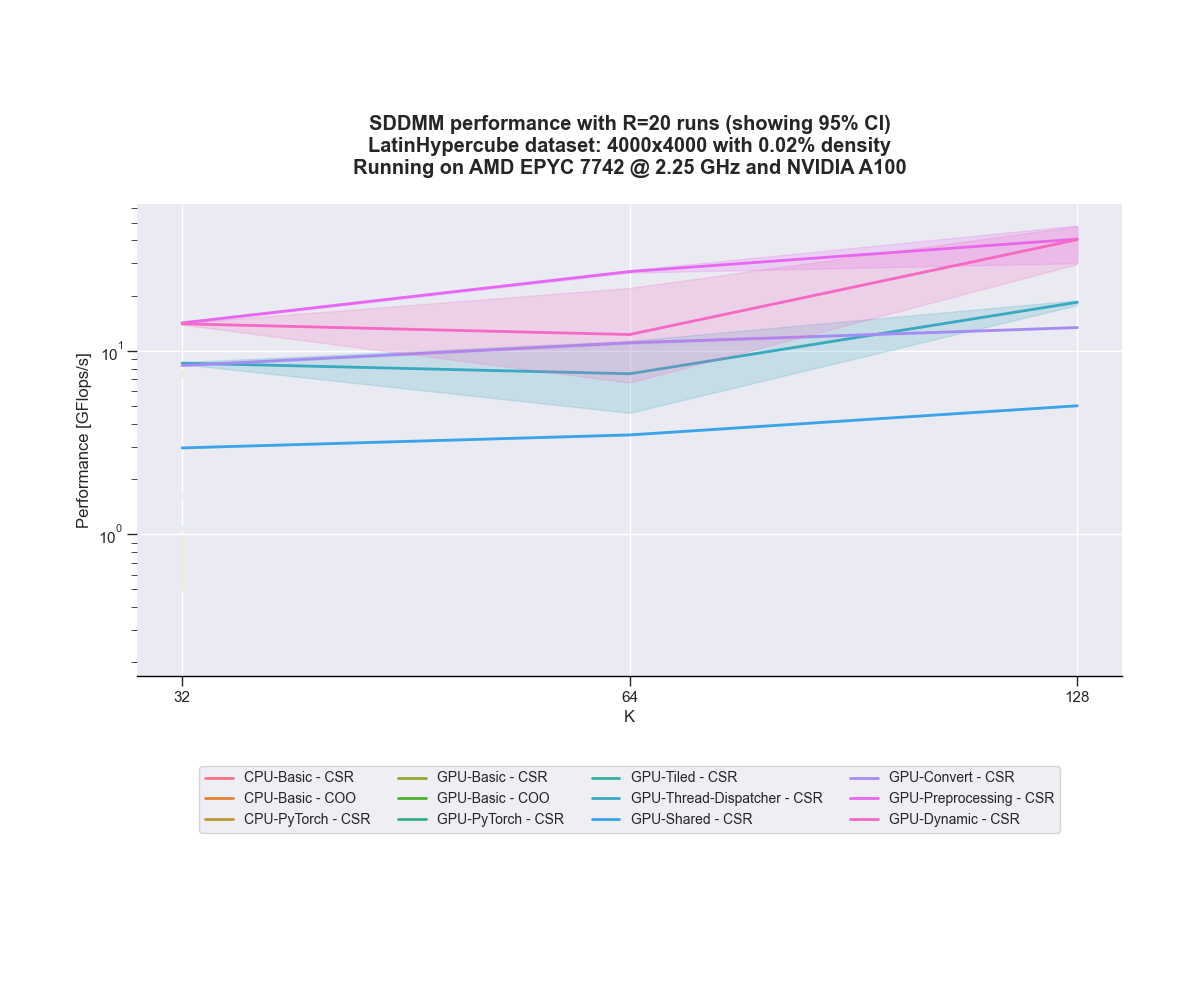 SDDMM performance with R=20 runs (showing 95% CI)
LatinHypercube dataset: 4000x4000 with 0.02% density
Running on AMD EPYC 7742 @ 2.25 GHz and NVIDIA A100
Performance [GFlops/s]
10^1
10^0
32
64
128
K
CPU-Basic - CSR
CPU-Basic - COO
CPU-PyTorch - CSR
GPU-Basic - CSR
GPU-Basic - COO
GPU-PyTorch - CSR
GPU-Tiled - CSR
GPU-Thread-Dispatcher - CSR
GPU-Shared - CSR
GPU-Convert - CSR
GPU-Preprocessing - CSR
GPU-Dynamic - CSR